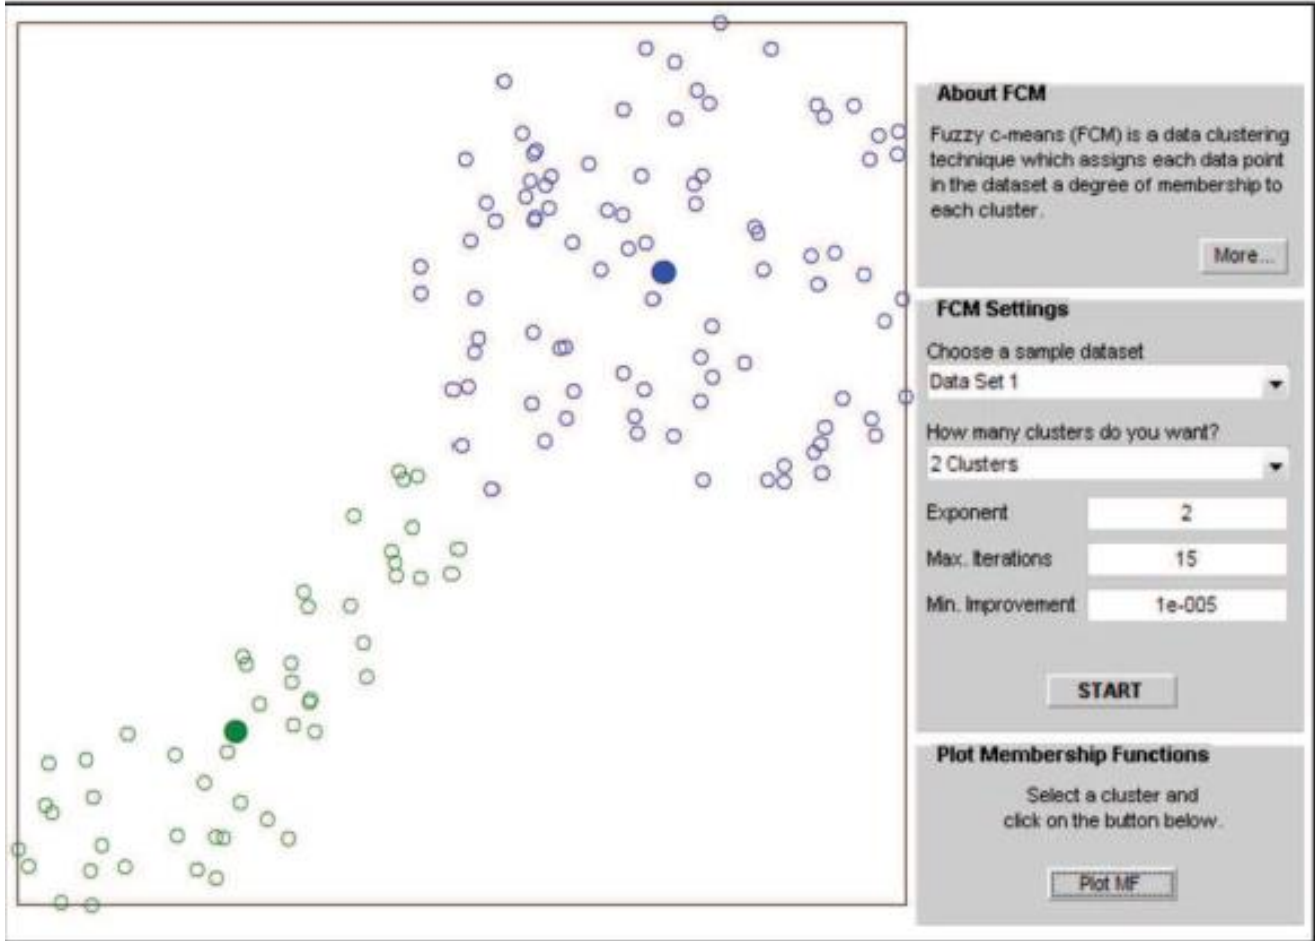 About FCM
Fuzzy c-means (FCM) is a data clustering
technique which assigns each data point
in the dataset a degree of membership to
each cluster.
More...
FCM Settings
Choose a sample dataset
Data Set 1
How many clusters do you want?
2 Clusters
Exponent 2
Max. Iterations 15
Min. Improvement 1e-005
START
Plot Membership Functions
Select a cluster and
click on the button below.
Plot MF